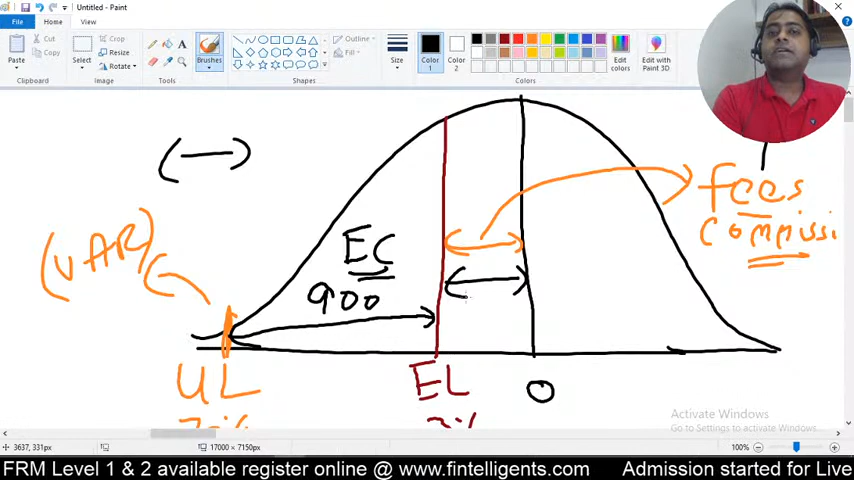 Untitled - Paint
File Home View
Paste
Cut
Copy
Clipboard
Select
Crop
Resize
Rotate
Image
Tools
Brushes
Outline
Fill
Shapes
Size
Color 1
Color 2
Colors
Edit colors
Edit with Paint 3D
fees
commissi
(VAR)
EC
900
UL
EL
0
Activate Windows
Go to Settings to activate Windows.
3637, 331px
17000 × 7150px
100%
FRM Level 1 & 2 available register online @ www.fintelligents.com Admission started for Live